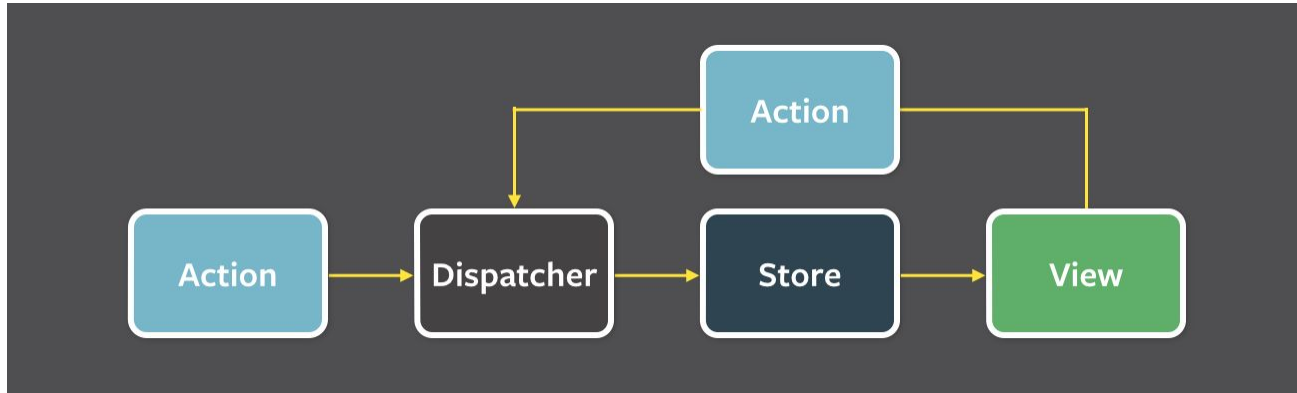 Action
Action
Dispatcher
Store
View